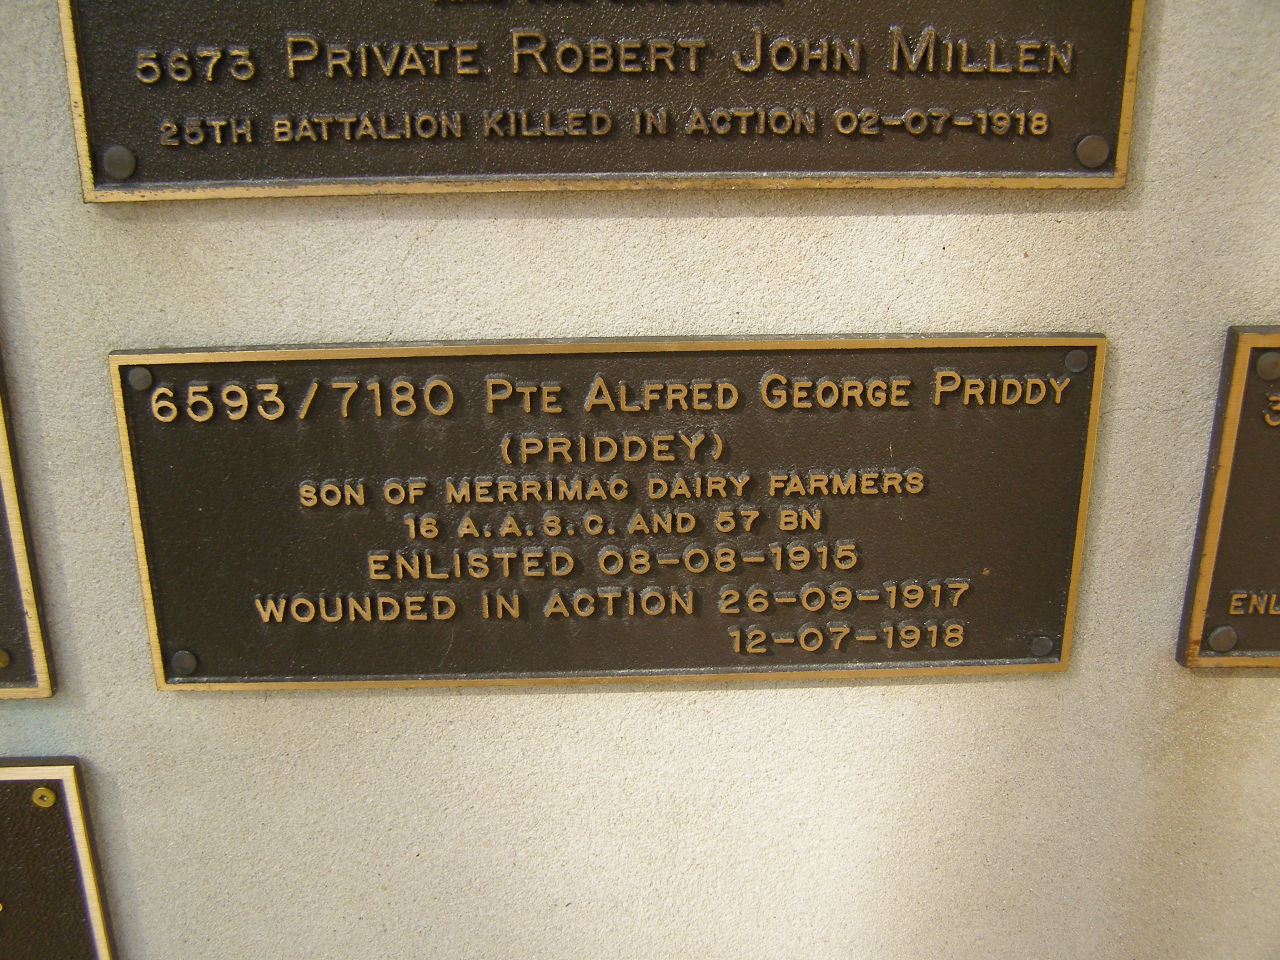 5673 PRIVATE ROBERT JOHN MILLEN
25TH BATTALION KILLED IN ACTION 02-07-1918
6593/7180 PTE ALFRED GEORGE PRIDDY
(PRIDDEY)
SON OF MERRIMAC DAIRY FARMERS
16 A.A.S.C. AND 57 BN
ENLISTED 08-08-1915
WOUNDED IN ACTION 26-09-1917
12-07-1918